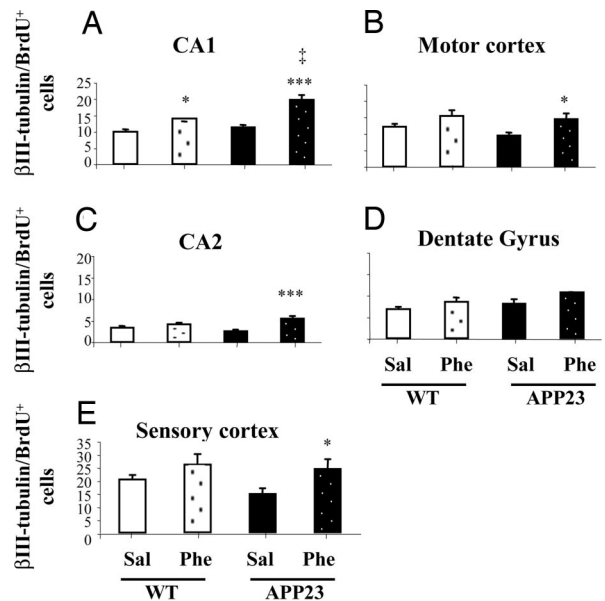 A
CA1
βIII-tubulin/BrdU+
cells
25
20
15
10
5
0
*
‡
***
B
Motor cortex
*
C
CA2
βIII-tubulin/BrdU+
cells
20
15
10
5
0
***
D
Dentate Gyrus
Sal Phe Sal Phe
WT APP23
E
Sensory cortex
βIII-tubulin/BrdU+
cells
35
30
25
20
15
10
5
0
*
Sal Phe Sal Phe
WT APP23